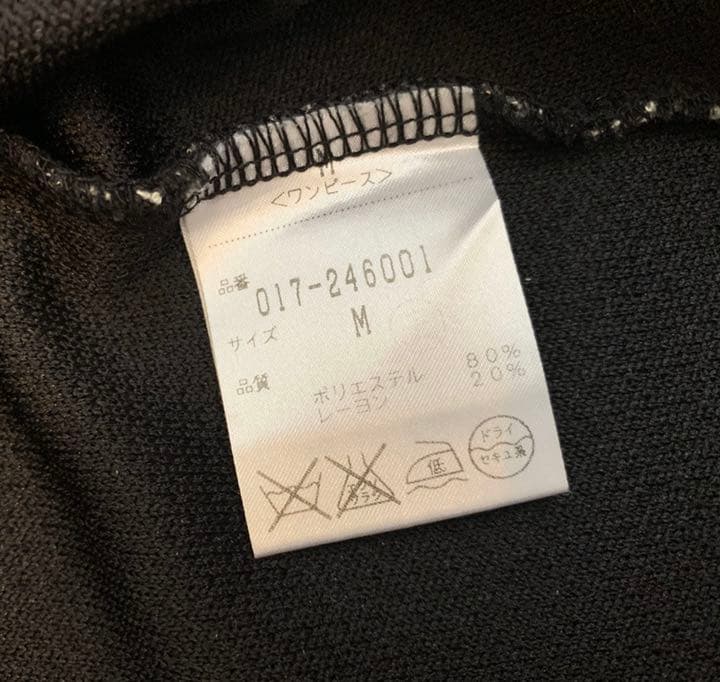 M
<ワンピース>
品番 017-246001
サイズ M
品質 ポリエステル 80%
レーヨン 20%
低
ドライ
セキユ系